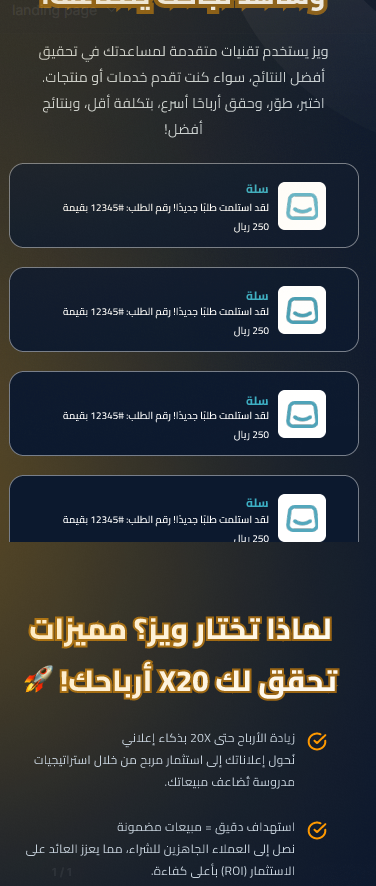 landing page
وشاهد نجاحك يتضاعف!
ويز يستخدم تقنيات متقدمة لمساعدتك في تحقيق
أفضل النتائج، سواء كنت تقدم خدمات أو منتجات.
اختبر، طوّر، وحقق أرباحًا أسرع، بتكلفة أقل، وبنتائج
أفضل!
سلة
لقد استلمت طلبًا جديدًا! رقم الطلب: #12345 بقيمة
250 ريال
سلة
لقد استلمت طلبًا جديدًا! رقم الطلب: #12345 بقيمة
250 ريال
سلة
لقد استلمت طلبًا جديدًا! رقم الطلب: #12345 بقيمة
250 ريال
سلة
لقد استلمت طلبًا جديدًا! رقم الطلب: #12345 بقيمة
250 ريال
لماذا تختار ويز؟ مميزات
تحقق لك X20 أرباحك! 🚀
زيادة الأرباح حتى 20X بذكاء إعلاني
نُحول إعلاناتك إلى استثمار مربح من خلال استراتيجيات
مدروسة تُضاعف مبيعاتك.
استهداف دقيق = مبيعات مضمونة
نصل إلى العملاء الجاهزين للشراء، مما يعزز العائد على
الاستثمار (ROI) بأعلى كفاءة.
1 / 1